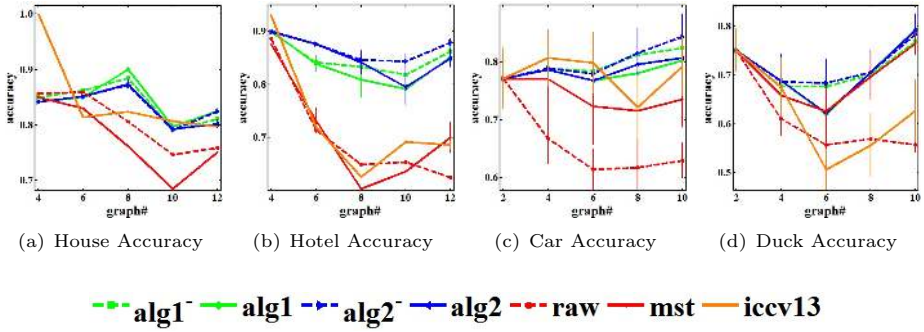 1.0
0.9
0.8
0.7
accuracy
4 6 8 10 12
graph#
(a) House Accuracy
0.9
0.8
0.7
accuracy
4 6 8 10 12
graph#
(b) Hotel Accuracy
0.8
0.7
0.6
accuracy
2 4 6 8 10
graph#
(c) Car Accuracy
0.8
0.7
0.6
0.5
accuracy
2 4 6 8 10
graph#
(d) Duck Accuracy
alg1⁻ alg1 alg2⁻ alg2 raw mst iccv13